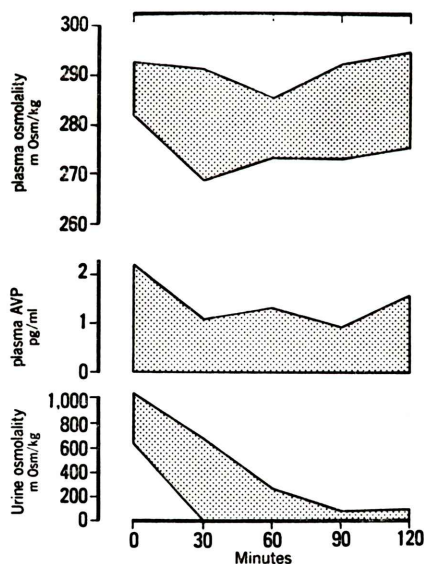 plasma osmolality
m Osm/kg
300
290
280
270
260
plasma AVP
pg/ml
2
1
0
Urine osmolality
m Osm/kg
1,000
800
600
400
200
0
0 30 60 90 120
Minutes